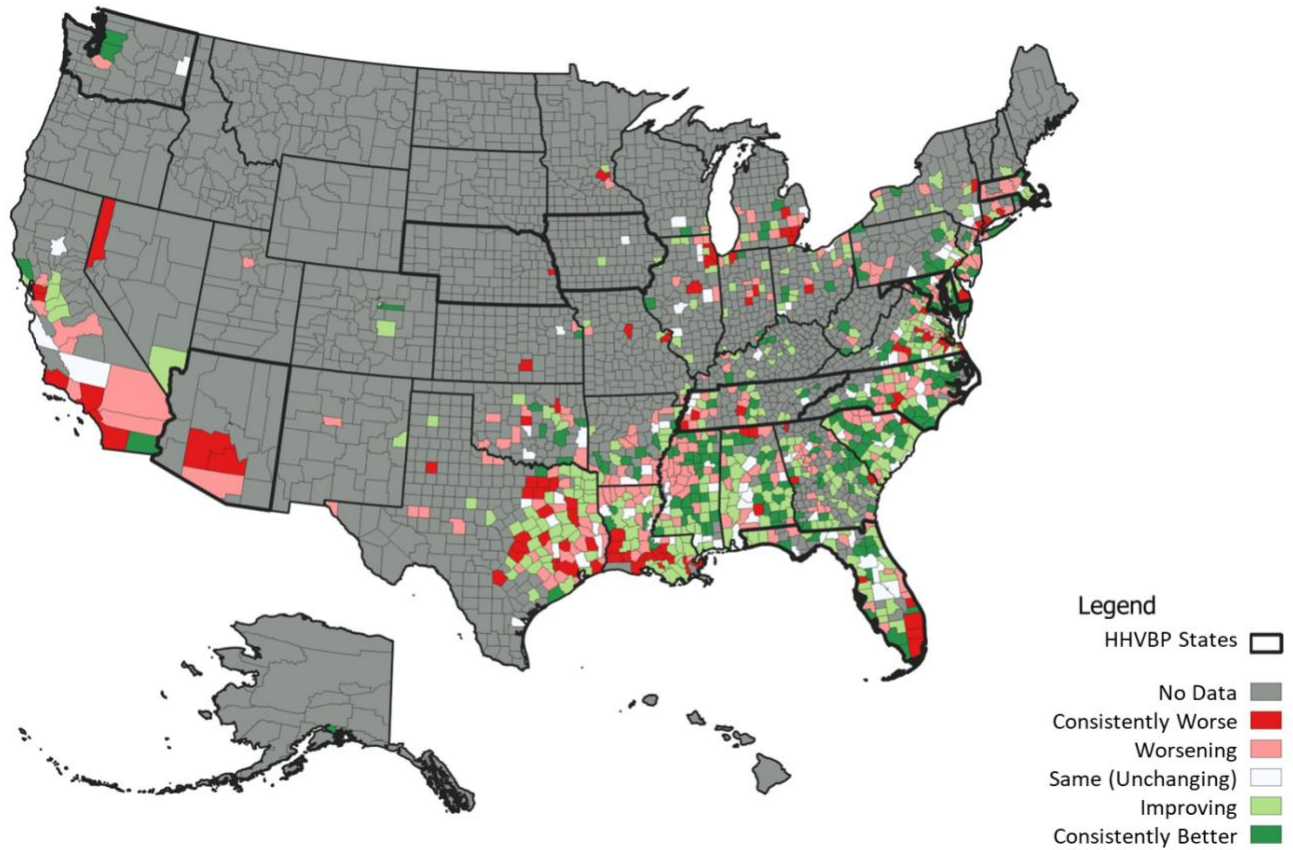 Legend
HHVBP States
No Data
Consistently Worse
Worsening
Same (Unchanging)
Improving
Consistently Better